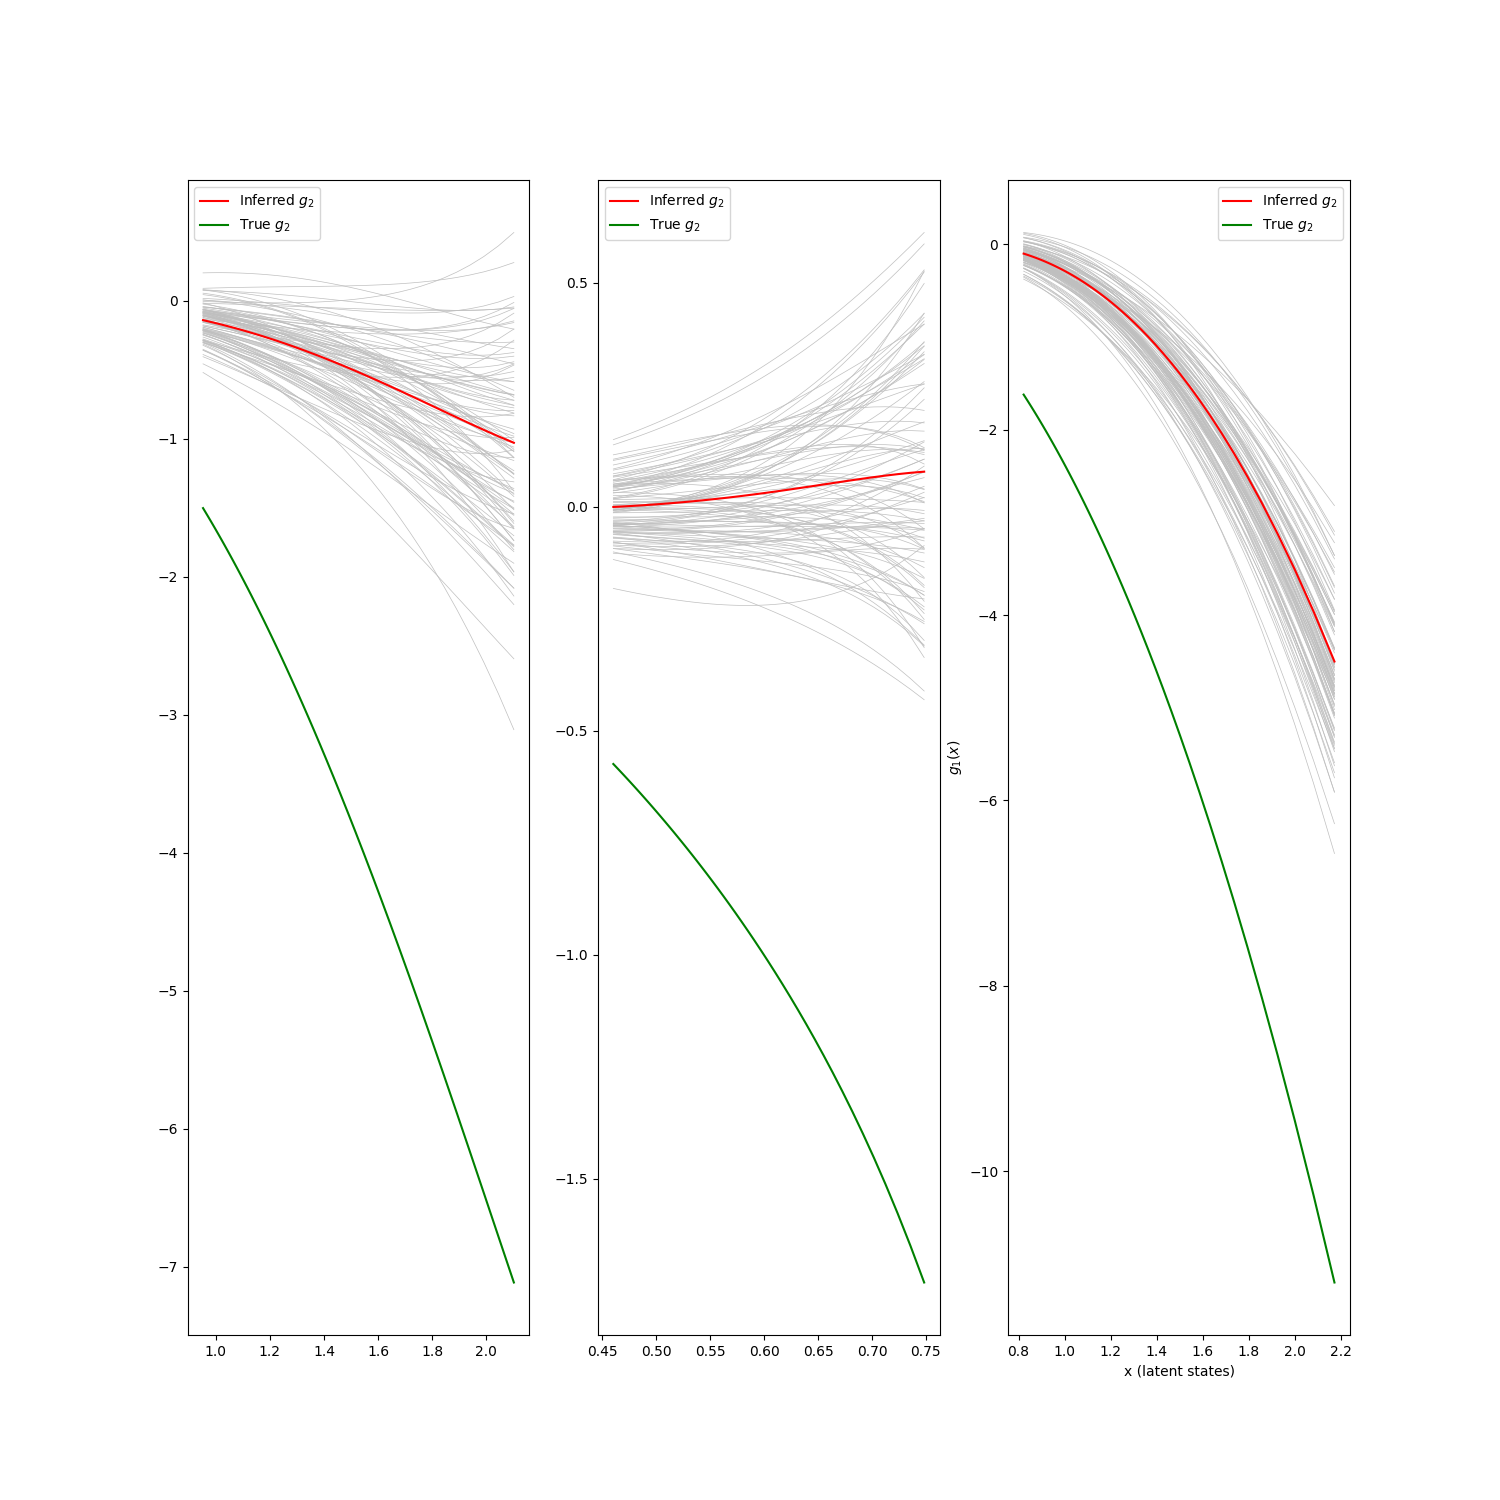 Inferred g₂
True g₂
0
−1
−2
−3
−4
−5
−6
−7
1.0 1.2 1.4 1.6 1.8 2.0
Inferred g₂
True g₂
0.5
0.0
−0.5
−1.0
−1.5
0.45 0.50 0.55 0.60 0.65 0.70 0.75
Inferred g₂
True g₂
g₁(x)
0
−2
−4
−6
−8
−10
0.8 1.0 1.2 1.4 1.6 1.8 2.0 2.2
x (latent states)